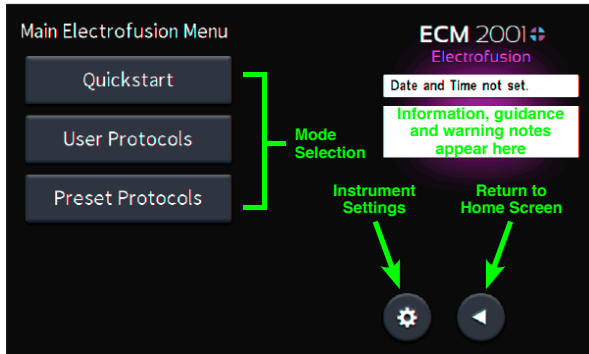 Main Electrofusion Menu
ECM 2001
Electrofusion
Quickstart
Date and Time not set.
Information, guidance
and warning notes
appear here
User Protocols
Mode
Selection
Preset Protocols
Instrument
Settings
Return to
Home Screen